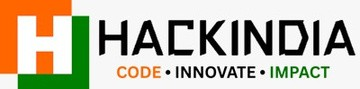 H HACKINDIA
CODE • INNOVATE • IMPACT